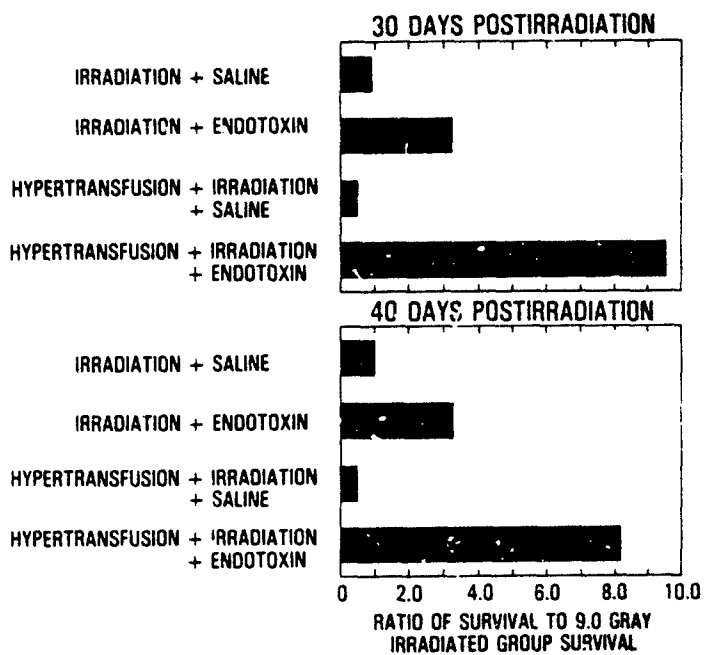 30 DAYS POSTIRRADIATION
IRRADIATION + SALINE
IRRADIATION + ENDOTOXIN
HYPERTRANSFUSION + IRRADIATION
+ SALINE
HYPERTRANSFUSION + IRRADIATION
+ ENDOTOXIN
40 DAYS POSTIRRADIATION
IRRADIATION + SALINE
IRRADIATION + ENDOTOXIN
HYPERTRANSFUSION + IRRADIATION
+ SALINE
HYPERTRANSFUSION + IRRADIATION
+ ENDOTOXIN
0 2.0 4.0 6.0 8.0 10.0
RATIO OF SURVIVAL TO 9.0 GRAY
IRRADIATED GROUP SURVIVAL